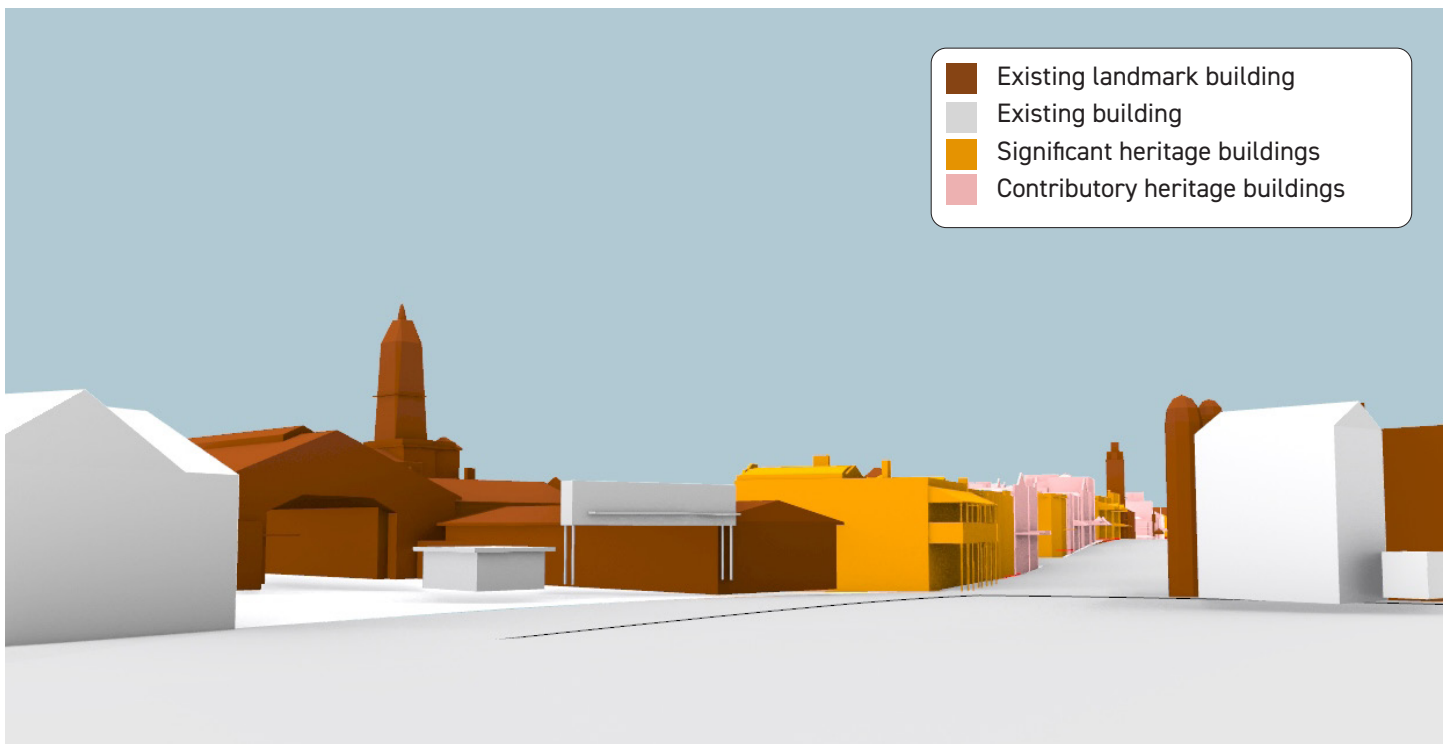 Existing landmark building
Existing building
Significant heritage buildings
Contributory heritage buildings